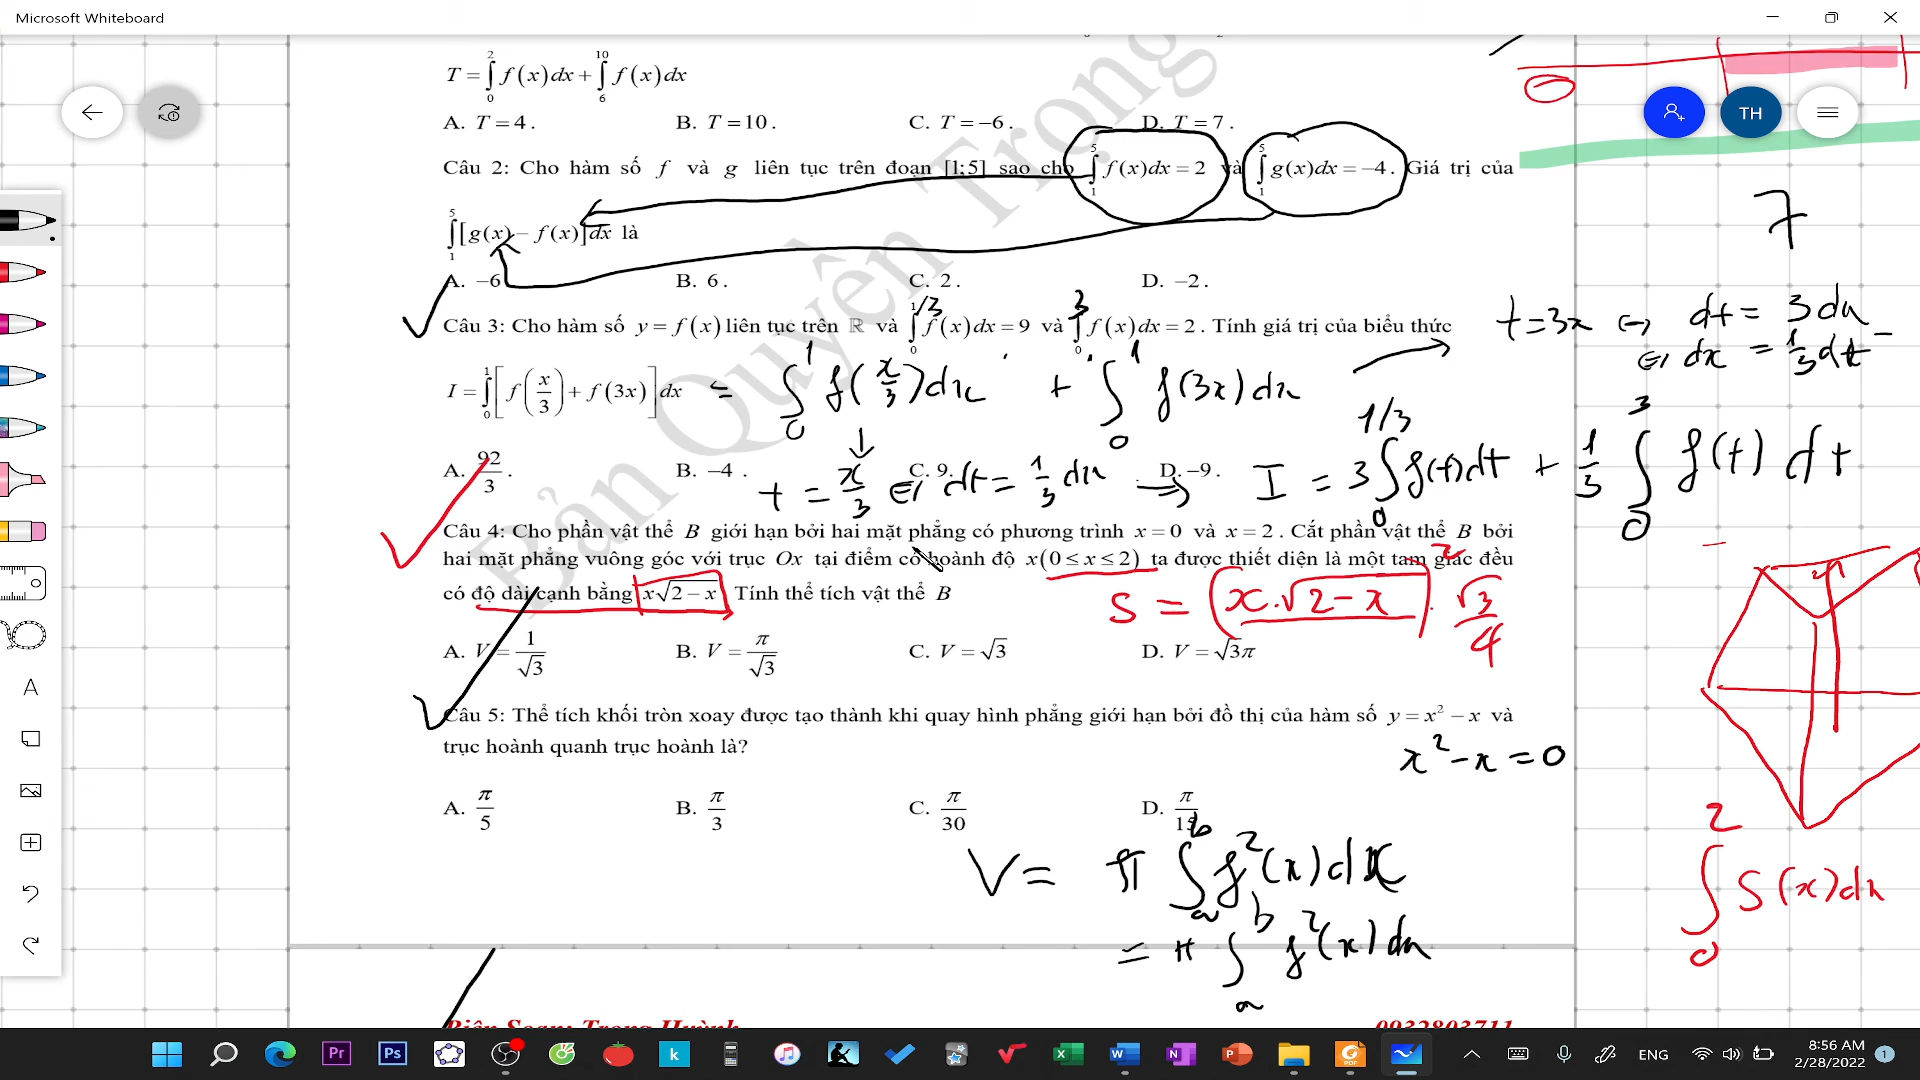 Microsoft Whiteboard
T = ∫₀² f(x)dx + ∫₆¹⁰ f(x)dx
A. T = 4. B. T = 10. C. T = −6. D. T = 7.
Câu 2: Cho hàm số f và g liên tục trên đoạn [1;5] sao cho ∫₁⁵ f(x)dx = 2 và ∫₁⁵ g(x)dx = −4. Giá trị của
∫₁⁵ [g(x) − f(x)]dx là
A. −6 B. 6. C. 2. D. −2.
Câu 3: Cho hàm số y = f(x) liên tục trên ℝ và ∫₀^{1/3} f(x)dx = 9 và ∫₀³ f(x)dx = 2. Tính giá trị của biểu thức
I = ∫₀¹ [f(x/3) + f(3x)]dx = ∫₀¹ f(x/3)dx + ∫₀¹ f(3x)dx
t = 3x ⇔ dt = 3dx
⇔ dx = 1/3 dt
A. 92/3. B. −4. C. 9. D. −9.
t = x/3 ⇔ dt = 1/3 dx → I = 3∫₀^{1/3} f(t)dt + 1/3 ∫₀³ f(t)dt
Câu 4: Cho phần vật thể B giới hạn bởi hai mặt phẳng có phương trình x = 0 và x = 2. Cắt phần vật thể B bởi
hai mặt phẳng vuông góc với trục Ox tại điểm có hoành độ x(0 ≤ x ≤ 2) ta được thiết diện là một tam giác đều
có độ dài cạnh bằng x√(2−x) Tính thể tích vật thể B
S = (x.√(2−x))² . √3/4
A. V = 1/√3 B. V = π/√3 C. V = √3 D. V = √3π
Câu 5: Thể tích khối tròn xoay được tạo thành khi quay hình phẳng giới hạn bởi đồ thị của hàm số y = x² − x và
trục hoành quanh trục hoành là?
x² − x = 0
A. π/5 B. π/3 C. π/30 D. π/15
V = π ∫ₐᵇ f²(x)dx
= π ∫ₐᵇ f²(x)dx
∫₀² S(x)dx
0
7
TH
Biên Soạn: Trọng Huỳnh 0932803711
ENG
8:56 AM
2/28/2022
1